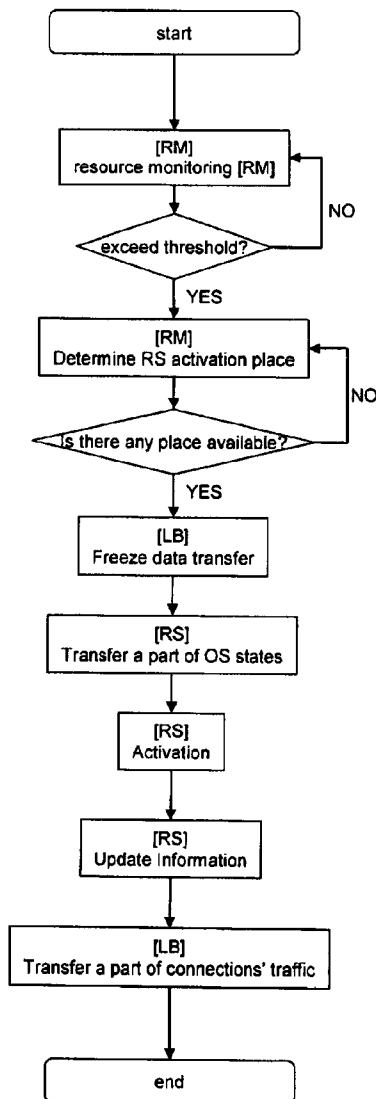 start
[RM]
resource monitoring [RM]
NO
exceed threshold?
YES
[RM]
Determine RS activation place
NO
Is there any place available?
YES
[LB]
Freeze data transfer
[RS]
Transfer a part of OS states
[RS]
Activation
[RS]
Update Information
[LB]
Transfer a part of connections' traffic
end